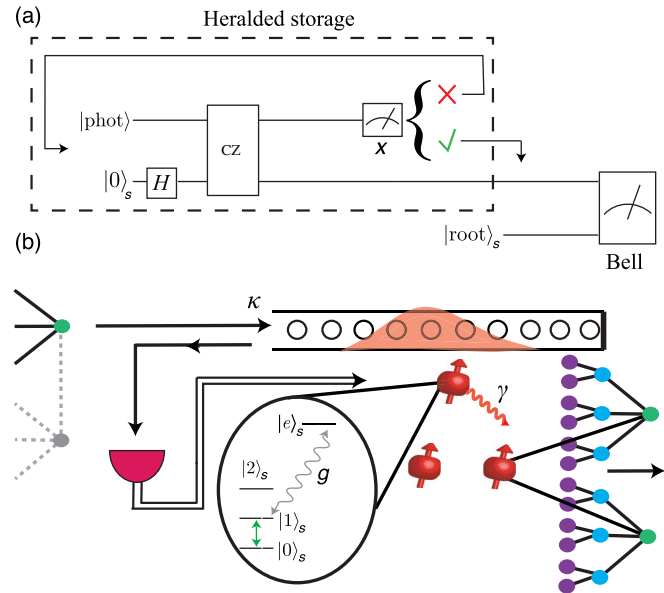 (a)
Heralded storage
|phot⟩
CZ
x
|0⟩s
H
|root⟩s
Bell
(b)
κ
γ
|e⟩s
g
|2⟩s
|1⟩s
|0⟩s